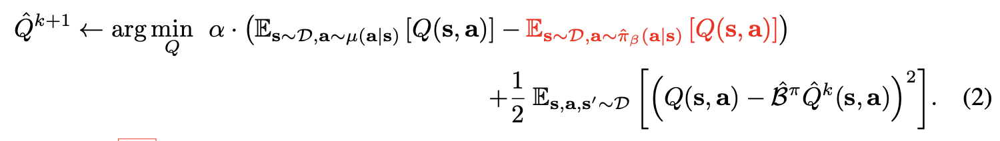 Q̂ᵏ⁺¹ ← arg min_Q α · (𝔼_{s∼𝒟,a∼μ(a|s)} [Q(s, a)] − 𝔼_{s∼𝒟,a∼π̂_β(a|s)} [Q(s, a)])
+ 1/2 𝔼_{s,a,s′∼𝒟} [(Q(s, a) − ℬ̂^π Q̂ᵏ(s, a))²]. (2)